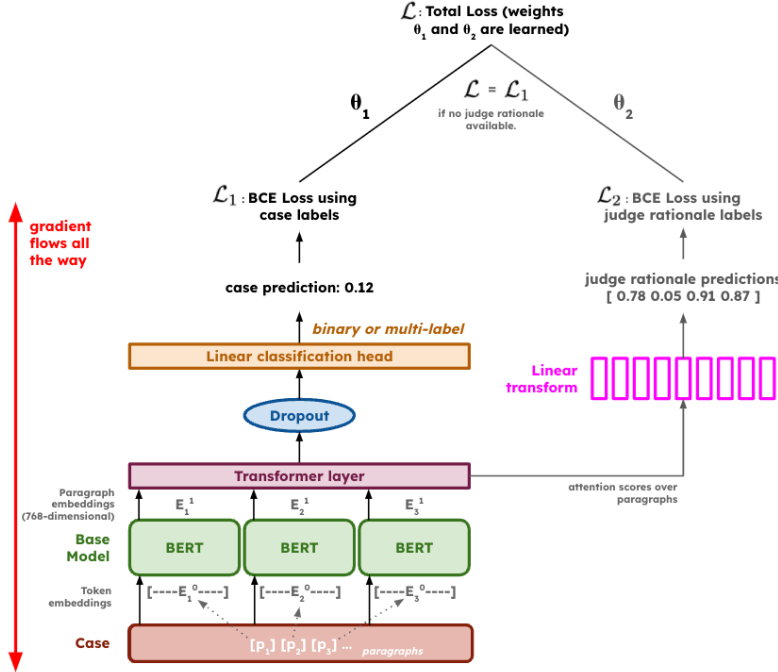 ℒ : Total Loss (weights
θ₁ and θ₂ are learned)
θ₁
ℒ = ℒ₁
if no judge rationale
available.
θ₂
gradient
flows all
the way
ℒ₁ : BCE Loss using
case labels
ℒ₂ : BCE Loss using
judge rationale labels
case prediction: 0.12
judge rationale predictions
[ 0.78 0.05 0.91 0.87 ]
binary or multi-label
Linear classification head
Linear
transform
Dropout
Transformer layer
attention scores over
paragraphs
Paragraph
embeddings
(768-dimensional)
E₁¹
E₂¹
E₃¹
Base
Model
BERT
BERT
BERT
Token
embeddings
[----E₁⁰----]
[----E₂⁰----]
[----E₃⁰----]
Case
[p₁] [p₂] [p₃] ... paragraphs